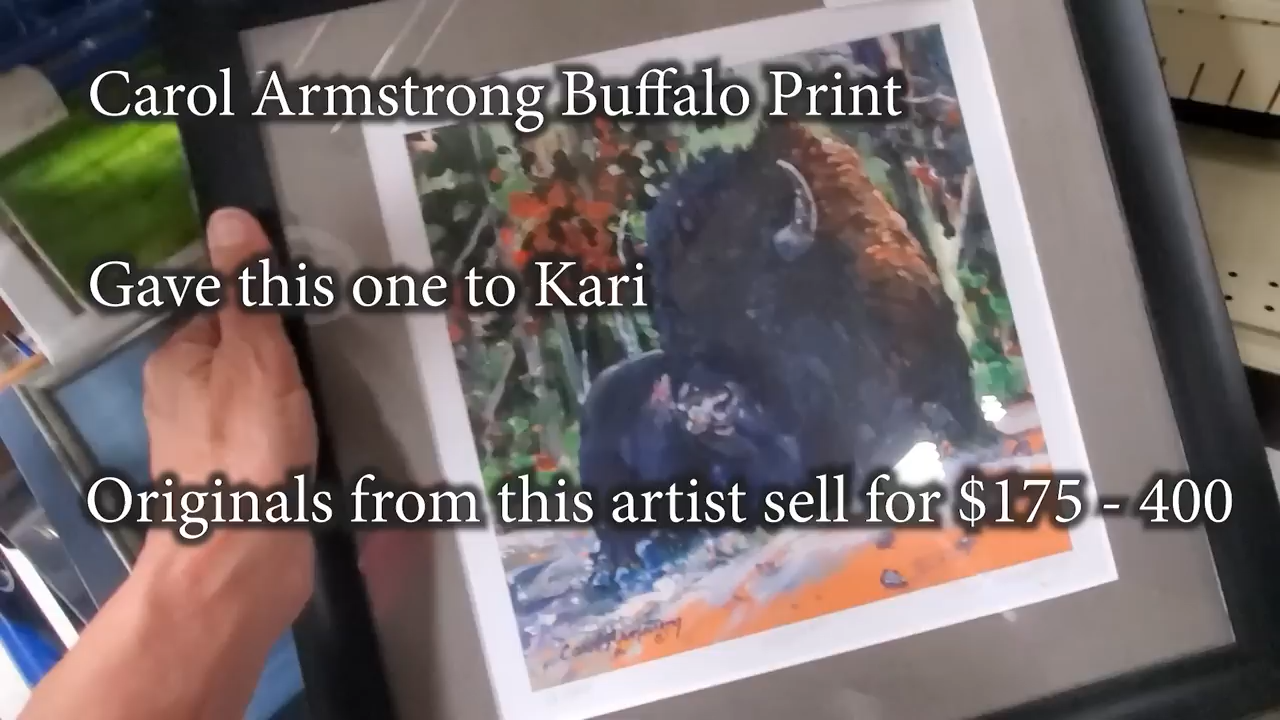 Carol Armstrong Buffalo Print
Gave this one to Kari
Originals from this artist sell for $175 - 400